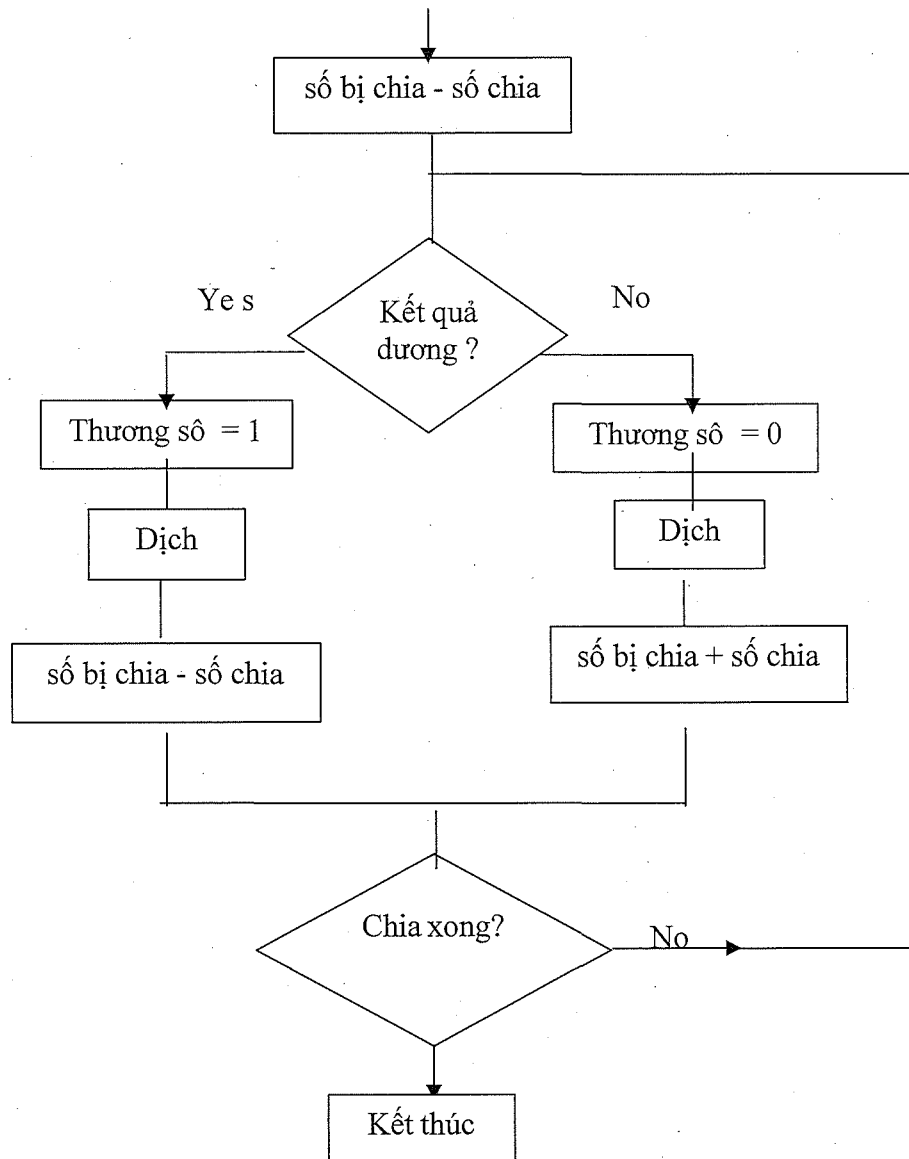 số bị chia - số chia
Ye s
No
Kết quả
dương ?
Thương sô = 1
Thương sô = 0
Dịch
Dịch
số bị chia - số chia
số bị chia + số chia
Chia xong?
No
Kết thúc